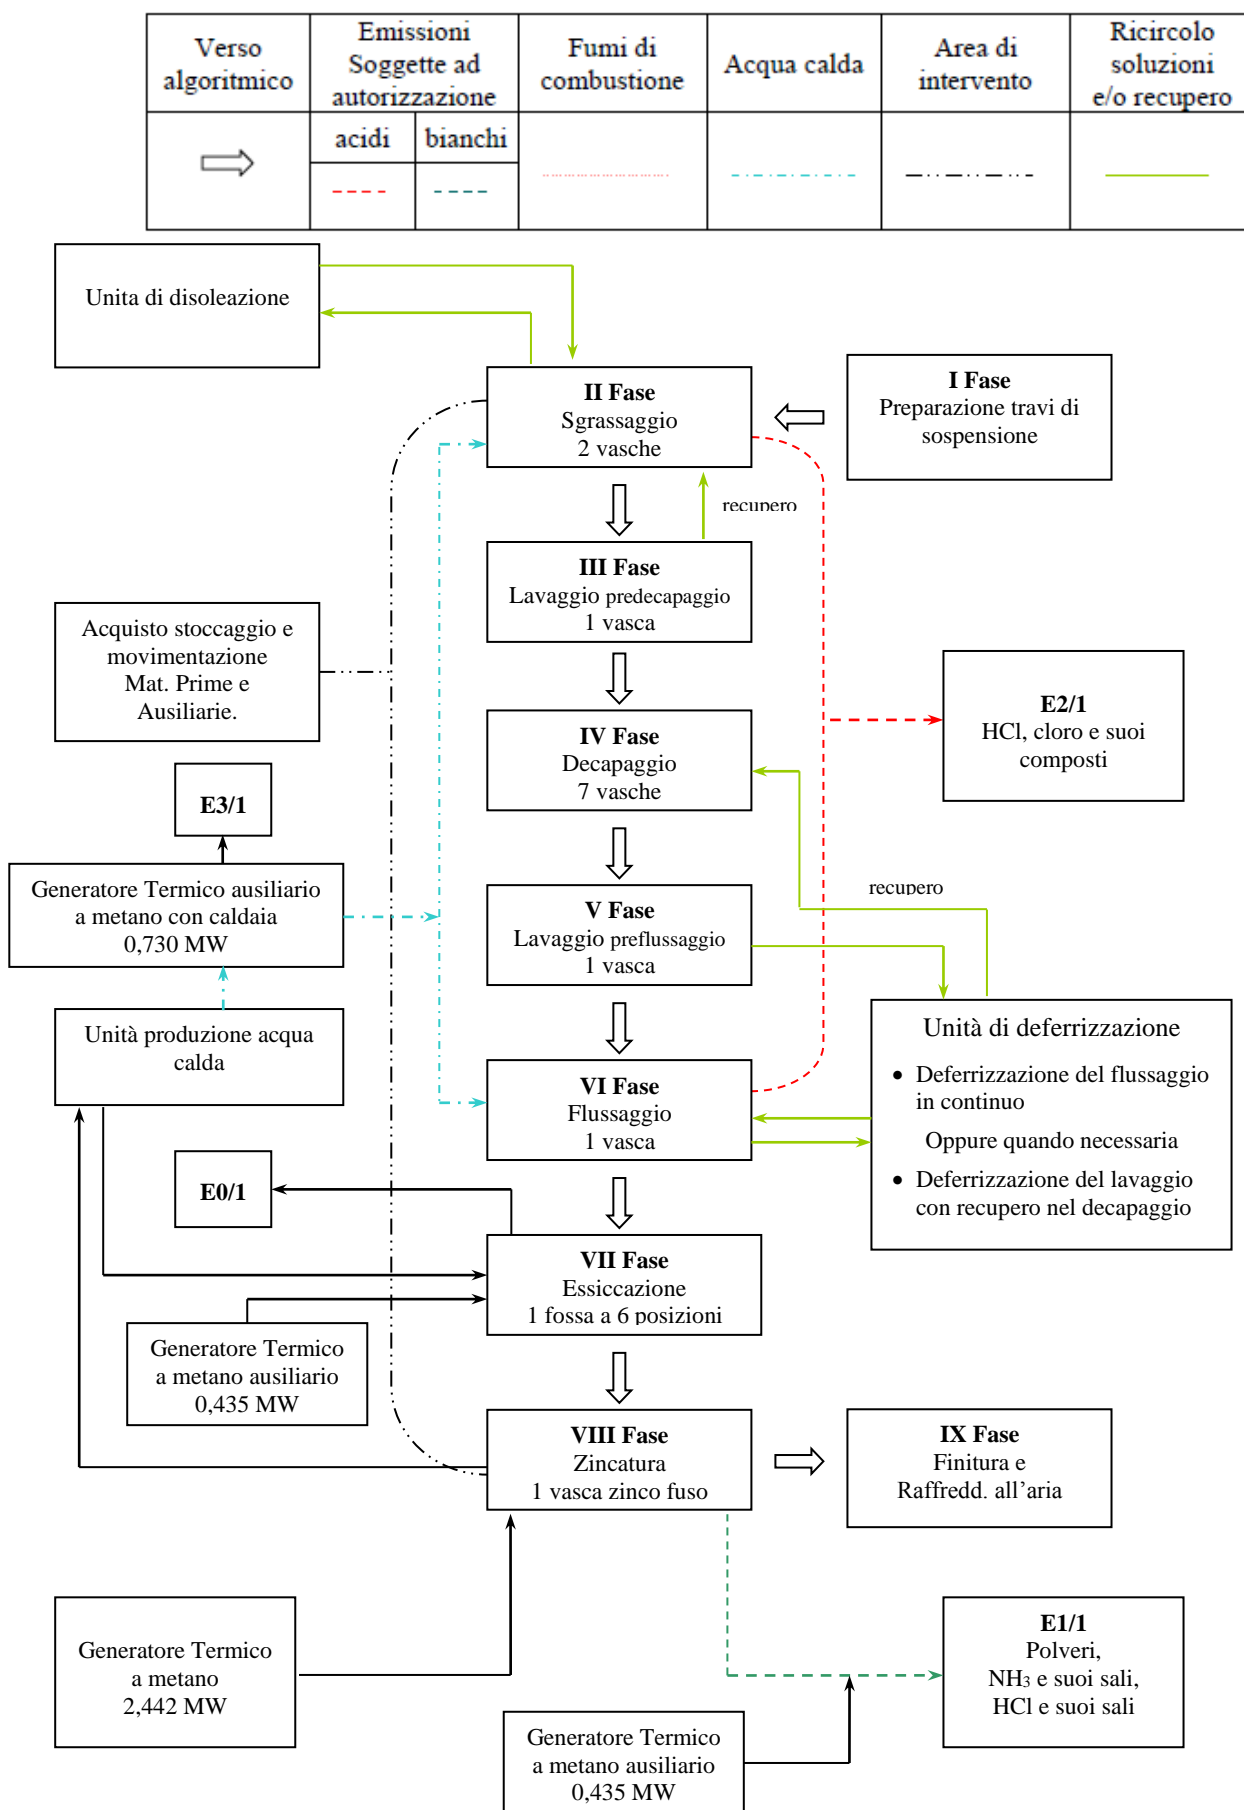 Verso
algoritmico
Emissioni
Soggette ad
autorizzazione
Fumi di
combustione
Acqua calda
Area di
intervento
Ricircolo
soluzioni
e/o recupero
acidi
bianchi
Unita di disoleazione
II Fase
Sgrassaggio
2 vasche
I Fase
Preparazione travi di
sospensione
recupero
III Fase
Lavaggio predecapaggio
1 vasca
Acquisto stoccaggio e
movimentazione
Mat. Prime e
Ausiliarie.
E2/1
HCl, cloro e suoi
composti
IV Fase
Decapaggio
7 vasche
E3/1
Generatore Termico ausiliario
a metano con caldaia
0,730 MW
recupero
V Fase
Lavaggio preflussaggio
1 vasca
Unità produzione acqua
calda
Unità di deferrizzazione
• Deferrizzazione del flussaggio
in continuo
Oppure quando necessaria
• Deferrizzazione del lavaggio
con recupero nel decapaggio
VI Fase
Flussaggio
1 vasca
E0/1
VII Fase
Essiccazione
1 fossa a 6 posizioni
Generatore Termico
a metano ausiliario
0,435 MW
VIII Fase
Zincatura
1 vasca zinco fuso
IX Fase
Finitura e
Raffredd. all’aria
Generatore Termico
a metano
2,442 MW
E1/1
Polveri,
NH3 e suoi sali,
HCl e suoi sali
Generatore Termico
a metano ausiliario
0,435 MW